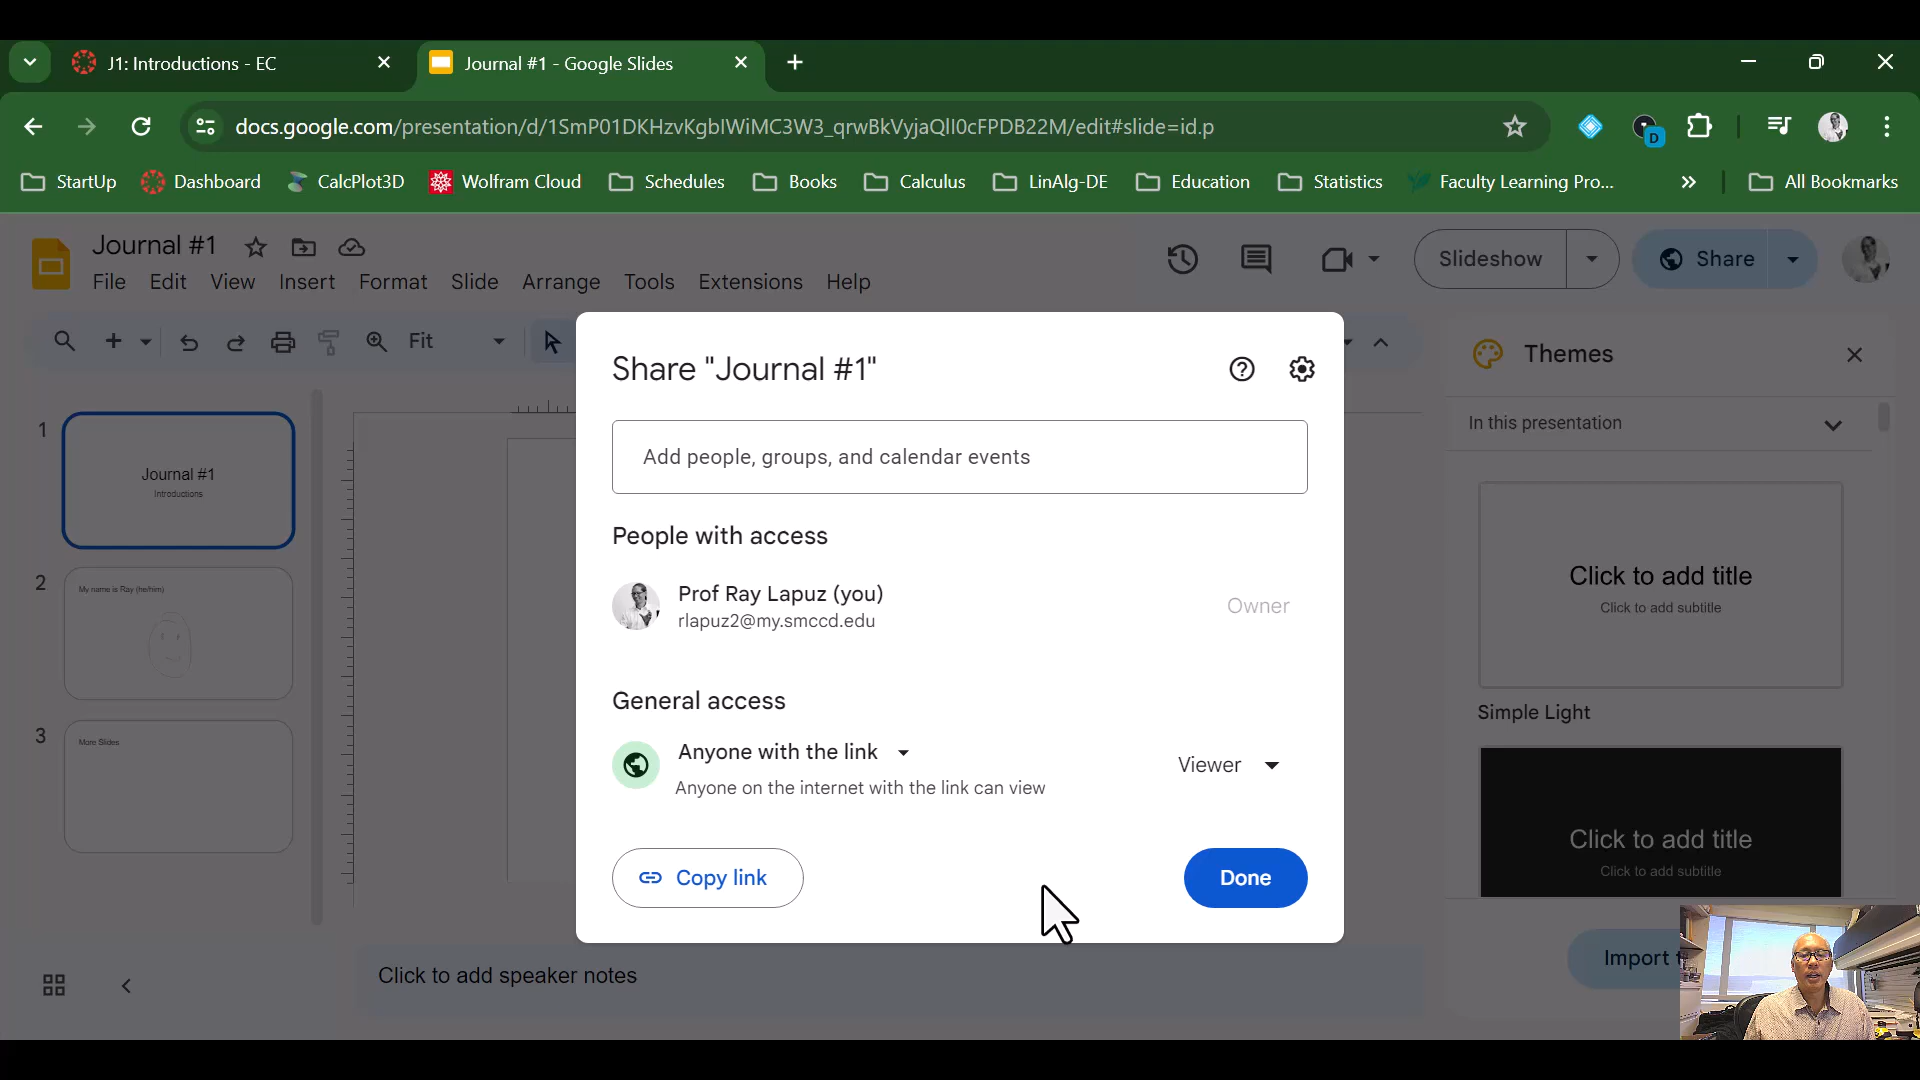 J1: Introductions - EC
Journal #1 - Google Slides
docs.google.com/presentation/d/1SmP01DKHzvKgbIWiMC3W3_qrwBkVyjaQlI0cFPDB22M/edit#slide=id.p
D
StartUp
Dashboard
CalcPlot3D
Wolfram Cloud
Schedules
Books
Calculus
LinAlg-DE
Education
Statistics
Faculty Learning Pro...
All Bookmarks
Journal #1
File Edit View Insert Format Slide Arrange Tools Extensions Help
Slideshow
Share
Fit
1
Journal #1
Introductions
2
My name is Ray (he/him)
3
More Slides
Share "Journal #1"
Add people, groups, and calendar events
People with access
Prof Ray Lapuz (you)
rlapuz2@my.smccd.edu
Owner
General access
Anyone with the link
Anyone on the internet with the link can view
Viewer
Copy link
Done
Click to add speaker notes
Themes
In this presentation
Click to add title
Click to add subtitle
Simple Light
Click to add title
Click to add subtitle
Import